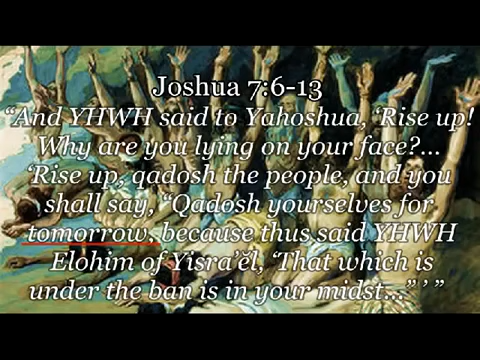 Joshua 7:6-13
“And YHWH said to Yahoshua, ‘Rise up!
Why are you lying on your face?...
‘Rise up, qadosh the people, and you
shall say, “Qadosh yourselves for
tomorrow, because thus said YHWH
Elohim of Yisra’ĕl, ‘That which is
under the ban is in your midst...” ’ ”